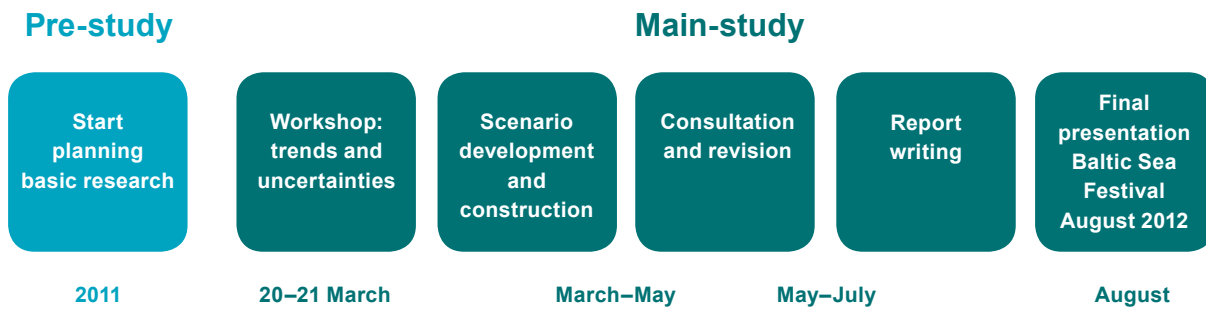 Pre-study
Main-study
Start
planning
basic research
Workshop:
trends and
uncertainties
Scenario
development
and
construction
Consultation
and revision
Report
writing
Final
presentation
Baltic Sea
Festival
August 2012
2011
20–21 March
March–May
May–July
August